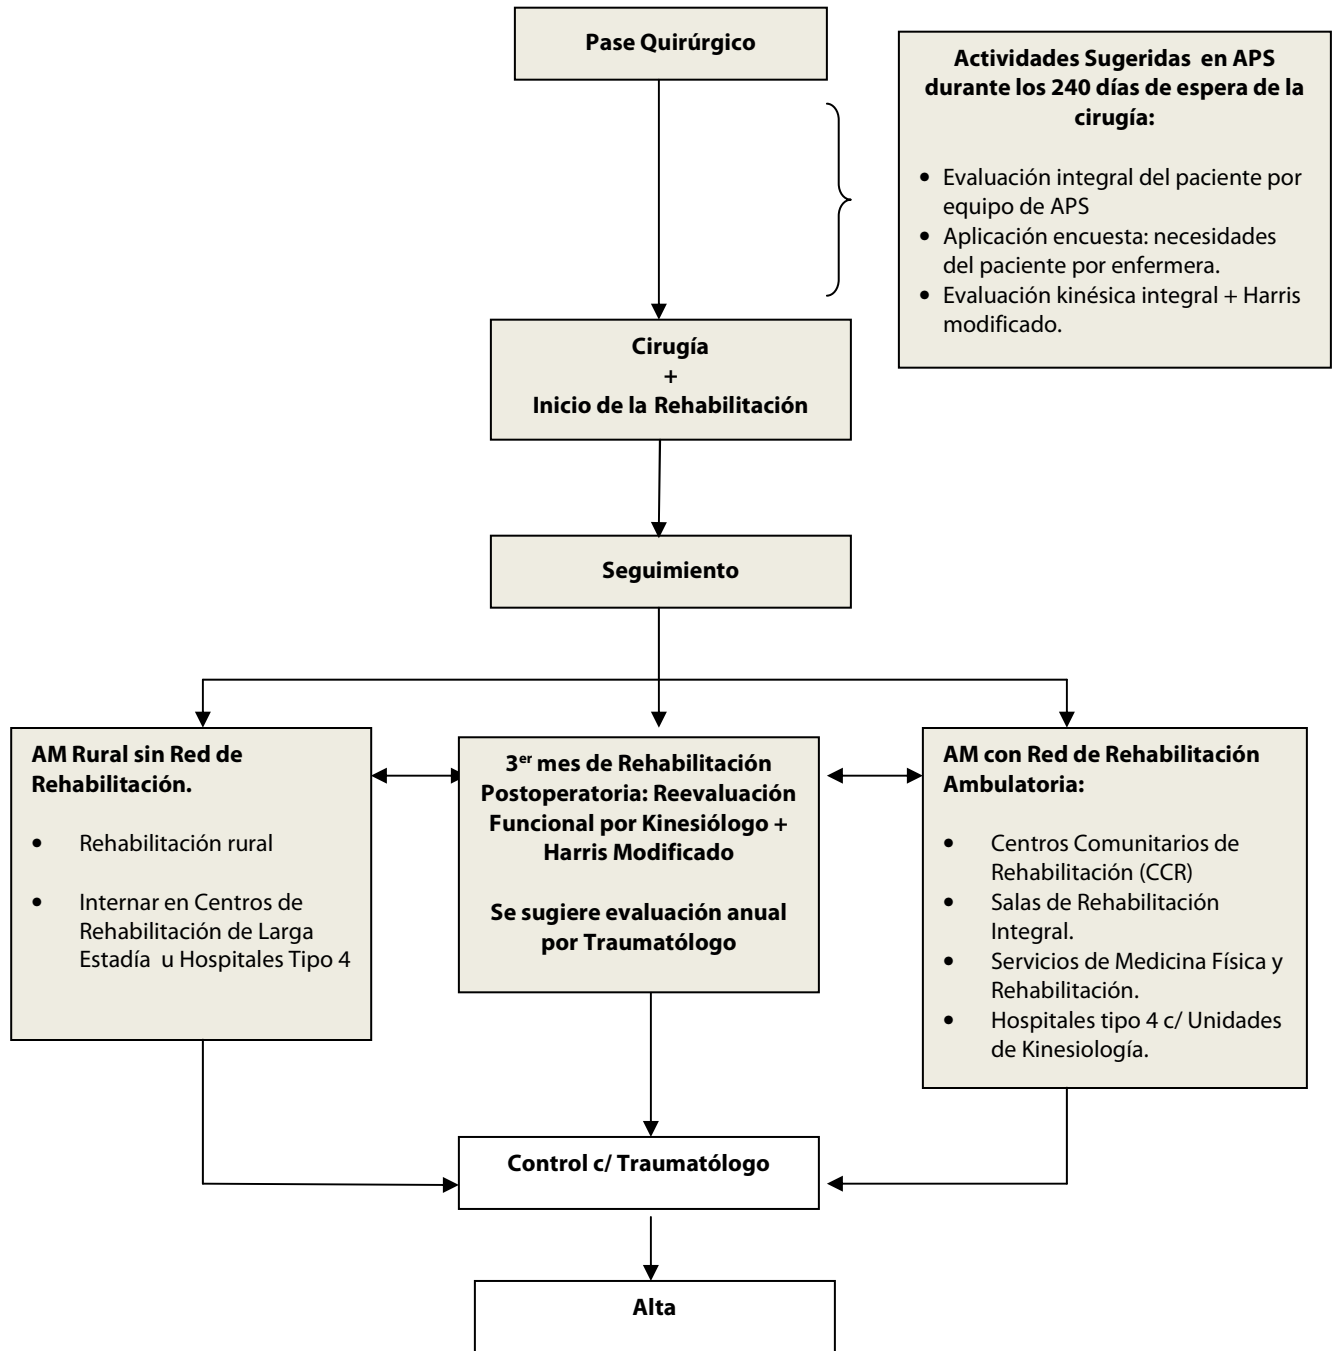 Pase Quirúrgico
Actividades Sugeridas en APS
durante los 240 días de espera de la
cirugía:
• Evaluación integral del paciente por
equipo de APS
• Aplicación encuesta: necesidades
del paciente por enfermera.
• Evaluación kinésica integral + Harris
modificado.
Cirugía
+
Inicio de la Rehabilitación
Seguimiento
AM Rural sin Red de
Rehabilitación.
• Rehabilitación rural
• Internar en Centros de
Rehabilitación de Larga
Estadía u Hospitales Tipo 4
3er mes de Rehabilitación
Postoperatoria: Reevaluación
Funcional por Kinesiólogo +
Harris Modificado
Se sugiere evaluación anual
por Traumatólogo
AM con Red de Rehabilitación
Ambulatoria:
• Centros Comunitarios de
Rehabilitación (CCR)
• Salas de Rehabilitación
Integral.
• Servicios de Medicina Física y
Rehabilitación.
• Hospitales tipo 4 c/ Unidades
de Kinesiología.
Control c/ Traumatólogo
Alta